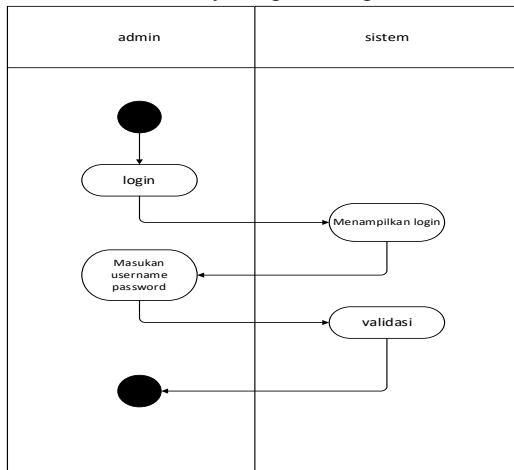 admin
sistem
login
Menampilkan login
Masukan
username
password
validasi